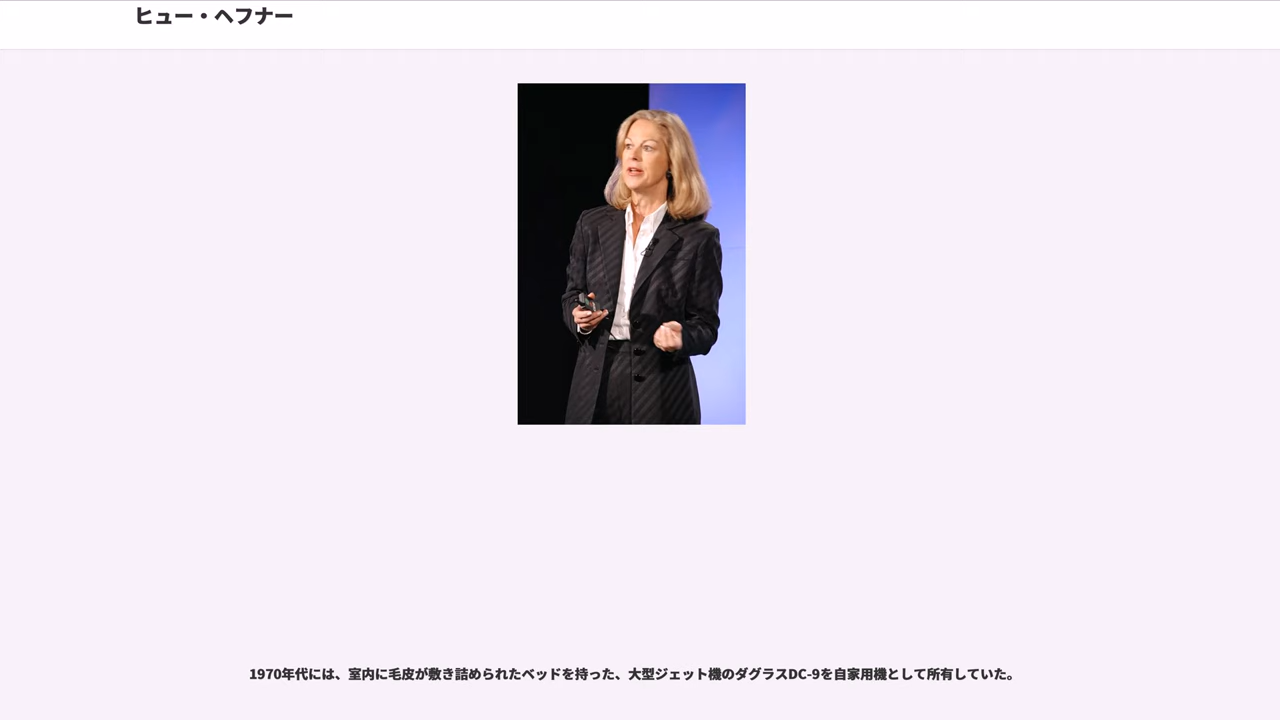 ヒュー・ヘフナー
1970年代には、室内に毛皮が敷き詰められたベッドを持った、大型ジェット機のダグラスDC-9を自家用機として所有していた。